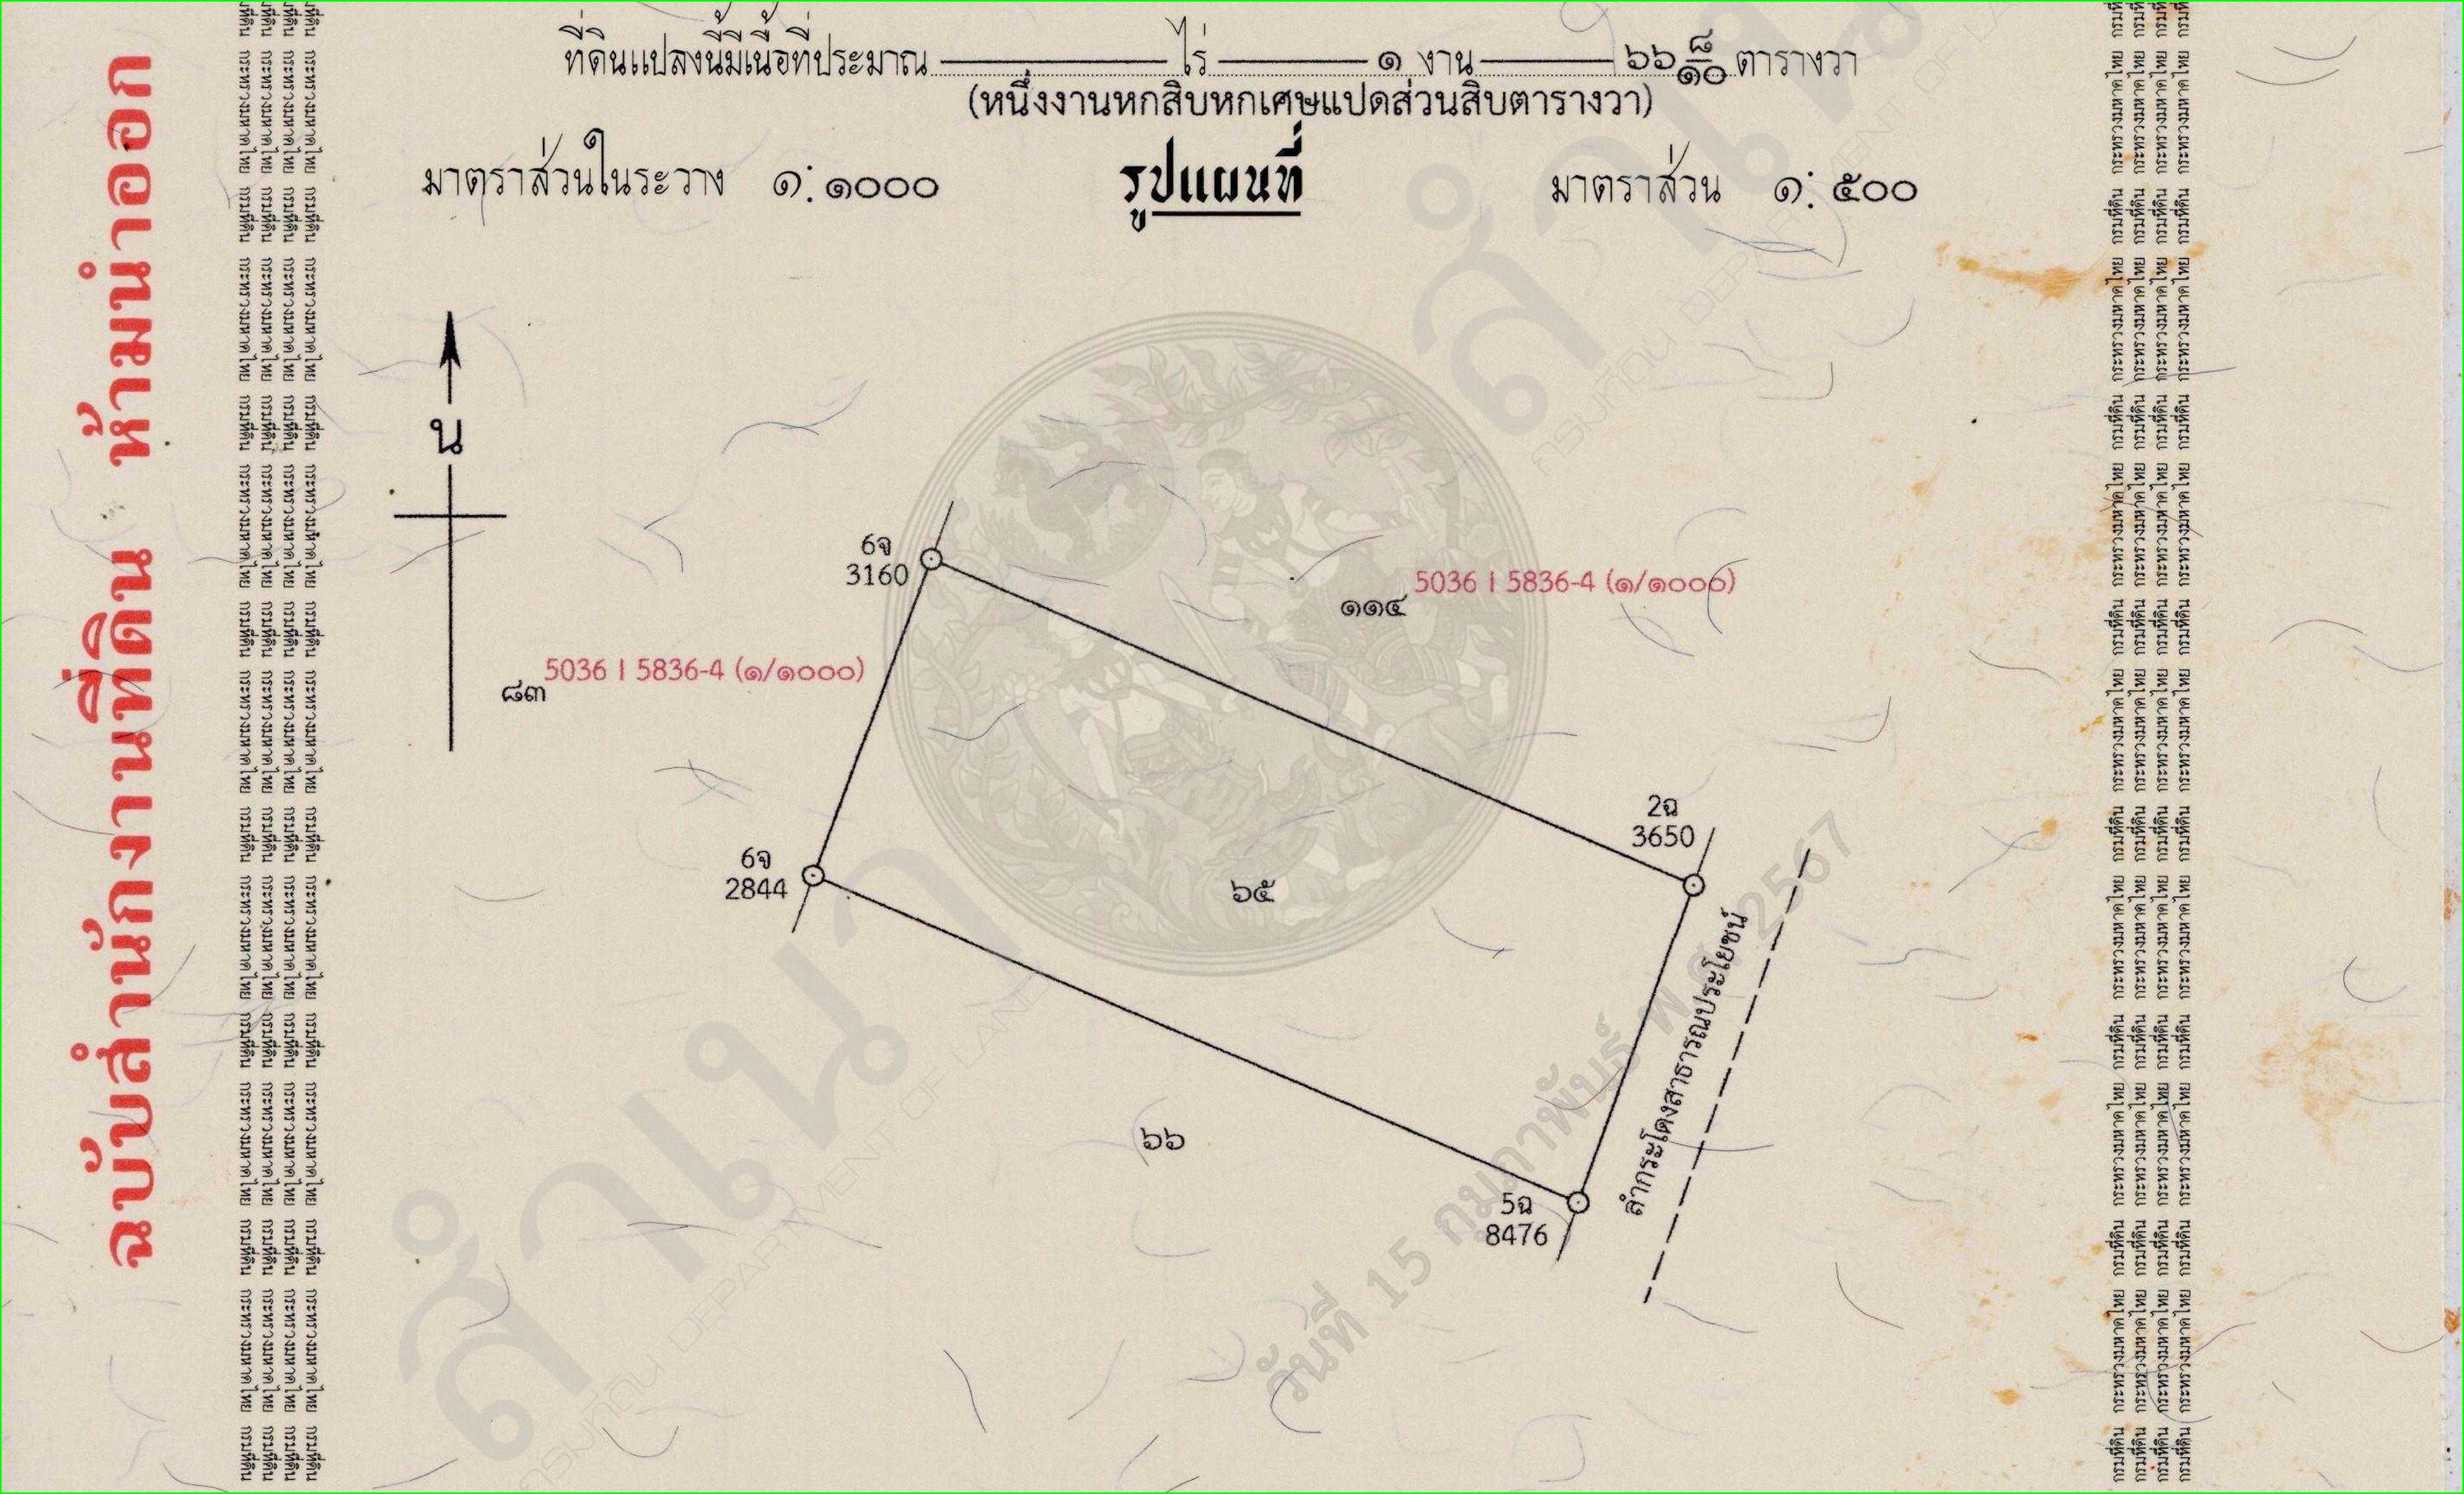 ที่ดินแปลงนี้มีเนื้อที่ประมาณ ไร่ ๑ งาน ๖๖ ๘/๑๐ ตารางวา
(หนึ่งงานหกสิบหกเศษแปดส่วนสิบตารางวา)
มาตราส่วนในระวาง ๑:๑๐๐๐
รูปแผนที่
มาตราส่วน ๑:๕๐๐
ฉบับสำนักงานที่ดิน ห้ามนำออก
น
6จ
3160
5036 I 5836-4 (๑/๑๐๐๐)
๑๑๔
5036 I 5836-4 (๑/๑๐๐๐)
๘๓
2ฉ
3650
6จ
2844
๖๕
ลำกระโดงสาธารณประโยชน์
๖๖
5ฉ
8476
สำเนา
กรมที่ดิน DEPARTMENT OF LAND
วันที่ 15 กุมภาพันธ์ พ.ศ. 2567
กรมที่ดิน กระทรวงมหาดไทย